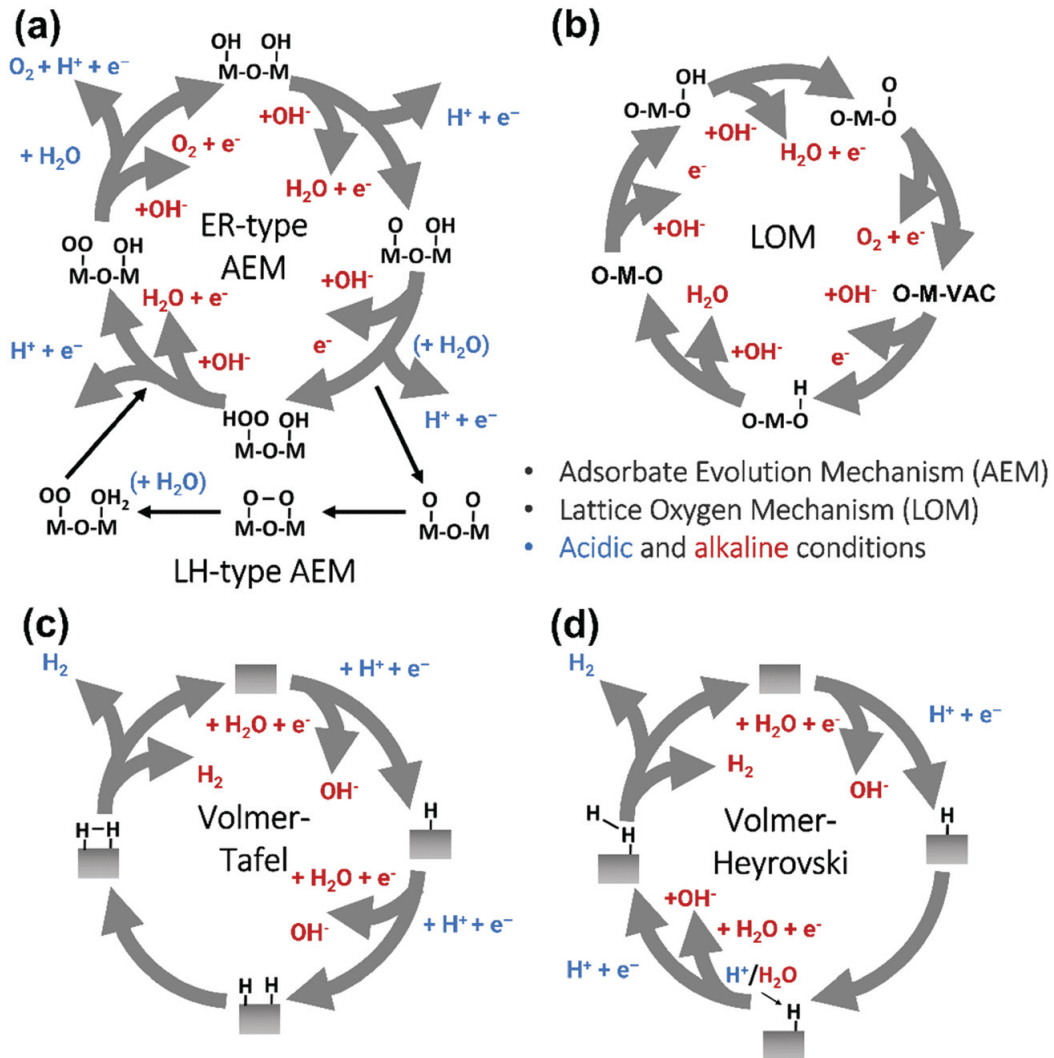 (a)
OH OH
M-O-M
O₂ + H⁺ + e⁻
+OH⁻
H⁺ + e⁻
+ H₂O
O₂ + e⁻
H₂O + e⁻
+OH⁻
ER-type
AEM
O OH
M-O-M
OO OH
M-O-M
+OH⁻
H₂O + e⁻
e⁻
(+ H₂O)
H⁺ + e⁻
+OH⁻
H⁺ + e⁻
HOO OH
M-O-M
OO OH₂
M-O-M
(+ H₂O)
O-O
M-O-M
O O
M-O-M
LH-type AEM
(b)
OH
O-M-O
O
O-M-O
+OH⁻
H₂O + e⁻
e⁻
+OH⁻
LOM
O₂ + e⁻
O-M-O
H₂O
+OH⁻
O-M-VAC
+OH⁻
e⁻
H
O-M-O
• Adsorbate Evolution Mechanism (AEM)
• Lattice Oxygen Mechanism (LOM)
• Acidic and alkaline conditions
(c)
H₂
+ H⁺ + e⁻
+ H₂O + e⁻
H₂
OH⁻
H-H
Volmer-
Tafel
H
+ H₂O + e⁻
OH⁻
+ H⁺ + e⁻
H H
(d)
H₂
+ H₂O + e⁻
H⁺ + e⁻
H₂
OH⁻
H
H
Volmer-
Heyrovski
H
+OH⁻
+ H₂O + e⁻
H⁺ + e⁻
H⁺/H₂O
H